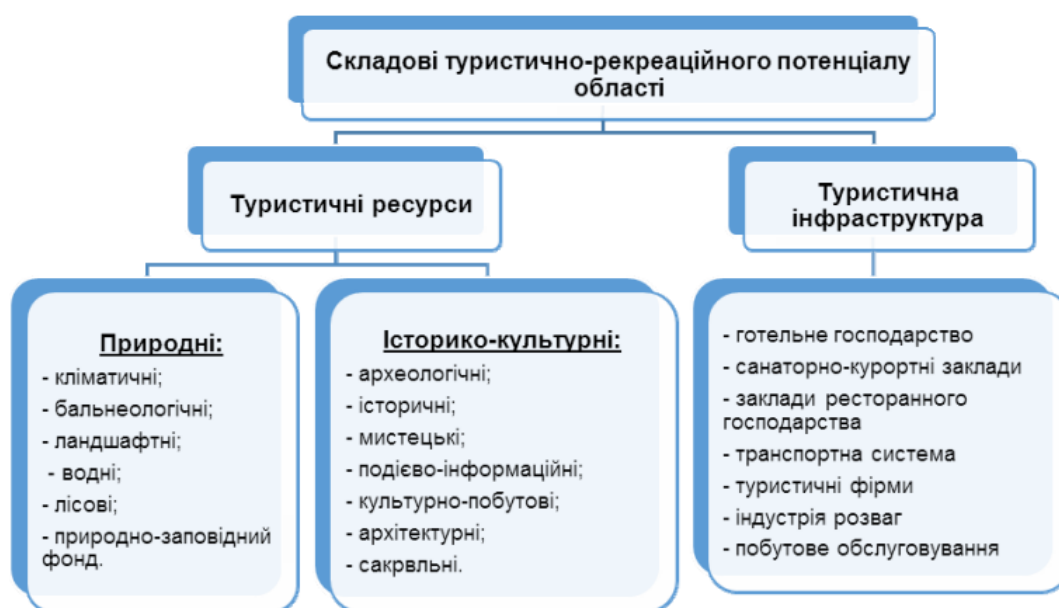 Складові туристично-рекреаційного потенціалу
області
Туристичні ресурси
Туристична
інфраструктура
Природні:
- кліматичні;
- бальнеологічні;
- ландшафтні;
- водні;
- лісові;
- природно-заповідний
фонд.
Історико-культурні:
- археологічні;
- історичні;
- мистецькі;
- подієво-інформаційні;
- культурно-побутові;
- архітектурні;
- сакрвльні.
- готельне господарство
- санаторно-курортні заклади
- заклади ресторанного
господарства
- транспортна система
- туристичні фірми
- індустрія розваг
- побутове обслуговування